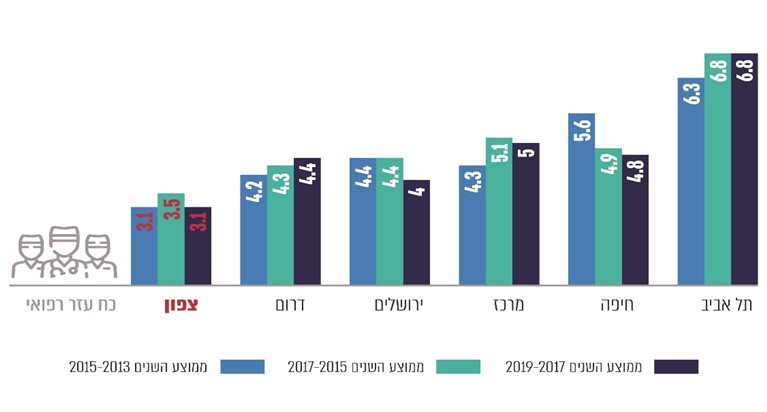 6.3 6.8 6.8
5.6 4.9 4.8
4.3 5.1 5
4.4 4.4 4
4.2 4.3 4.4
3.1 3.5 3.1
תל אביב
חיפה
מרכז
ירושלים
דרום
צפון
כח עזר רפואי
ממוצע השנים 2017-2019
ממוצע השנים 2015-2017
ממוצע השנים 2013-2015